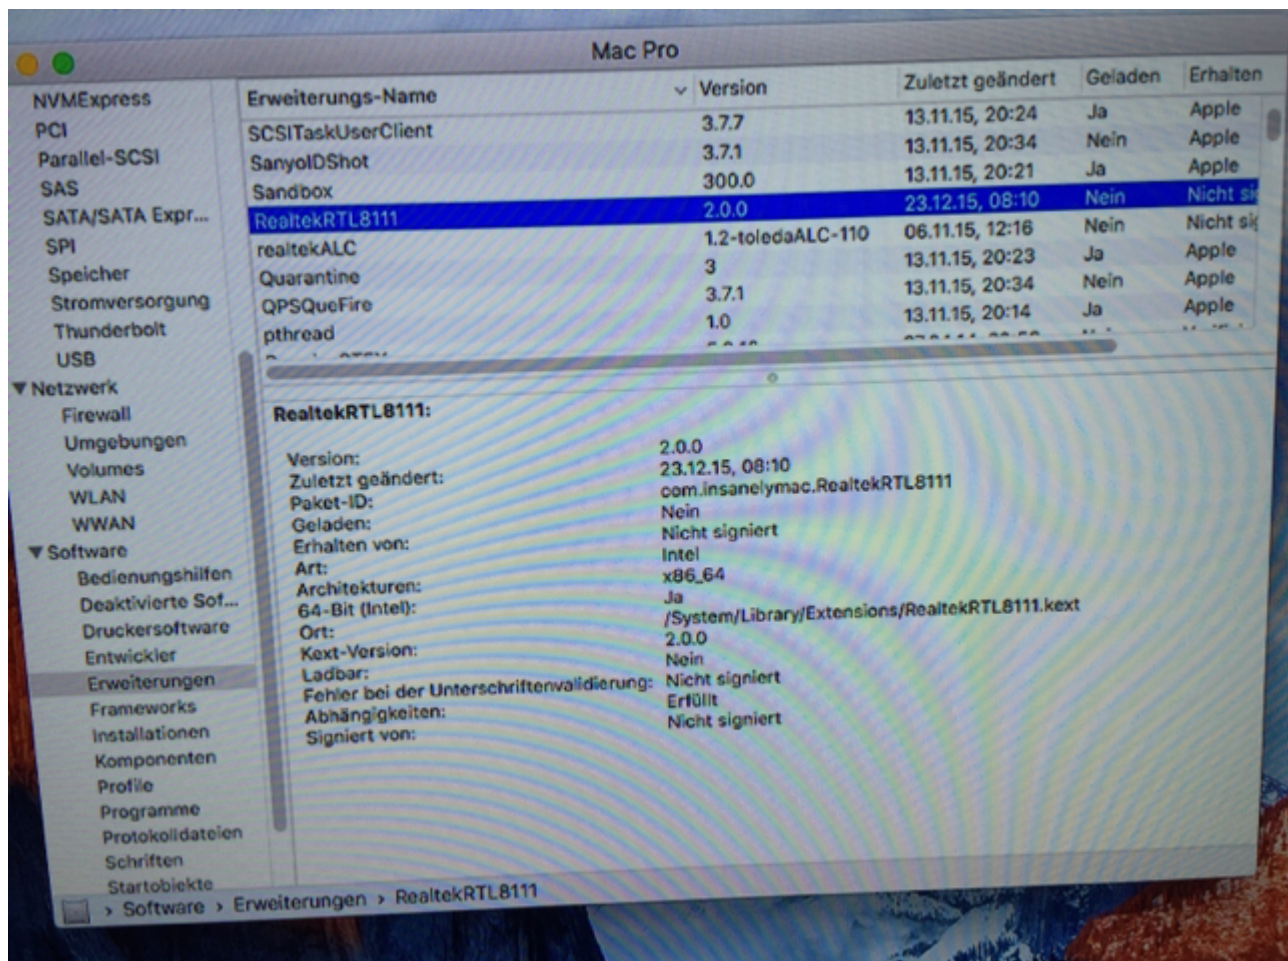 Mac Pro
NVMExpress
PCI
Parallel-SCSI
SAS
SATA/SATA Expr...
SPI
Speicher
Stromversorgung
Thunderbolt
USB
Netzwerk
Firewall
Umgebungen
Volumes
WLAN
WWAN
Software
Bedienungshilfen
Deaktivierte Sof...
Druckersoftware
Entwickler
Erweiterungen
Frameworks
Installationen
Komponenten
Profile
Programme
Protokolldateien
Schriften
Startobjekte
Erweiterungs-Name Version Zuletzt geändert Geladen Erhalten
SCSITaskUserClient 3.7.7 13.11.15, 20:24 Ja Apple
SanyoIDShot 3.7.1 13.11.15, 20:34 Nein Apple
Sandbox 300.0 13.11.15, 20:21 Ja Apple
RealtekRTL8111 2.0.0 23.12.15, 08:10 Nein Nicht si
realtekALC 1.2-toledaALC-110 06.11.15, 12:16 Nein Nicht sig
Quarantine 3 13.11.15, 20:23 Ja Apple
QPSQueFire 3.7.1 13.11.15, 20:34 Nein Apple
pthread 1.0 13.11.15, 20:14 Ja Apple
RealtekRTL8111:
Version: 2.0.0
Zuletzt geändert: 23.12.15, 08:10
Paket-ID: com.insanelymac.RealtekRTL8111
Geladen: Nein
Erhalten von: Nicht signiert
Art: Intel
Architekturen: x86_64
64-Bit (Intel): Ja
Ort: /System/Library/Extensions/RealtekRTL8111.kext
Kext-Version: 2.0.0
Ladbar: Nein
Fehler bei der Unterschriftenvalidierung: Nicht signiert
Abhängigkeiten: Erfüllt
Signiert von: Nicht signiert
› Software › Erweiterungen › RealtekRTL8111